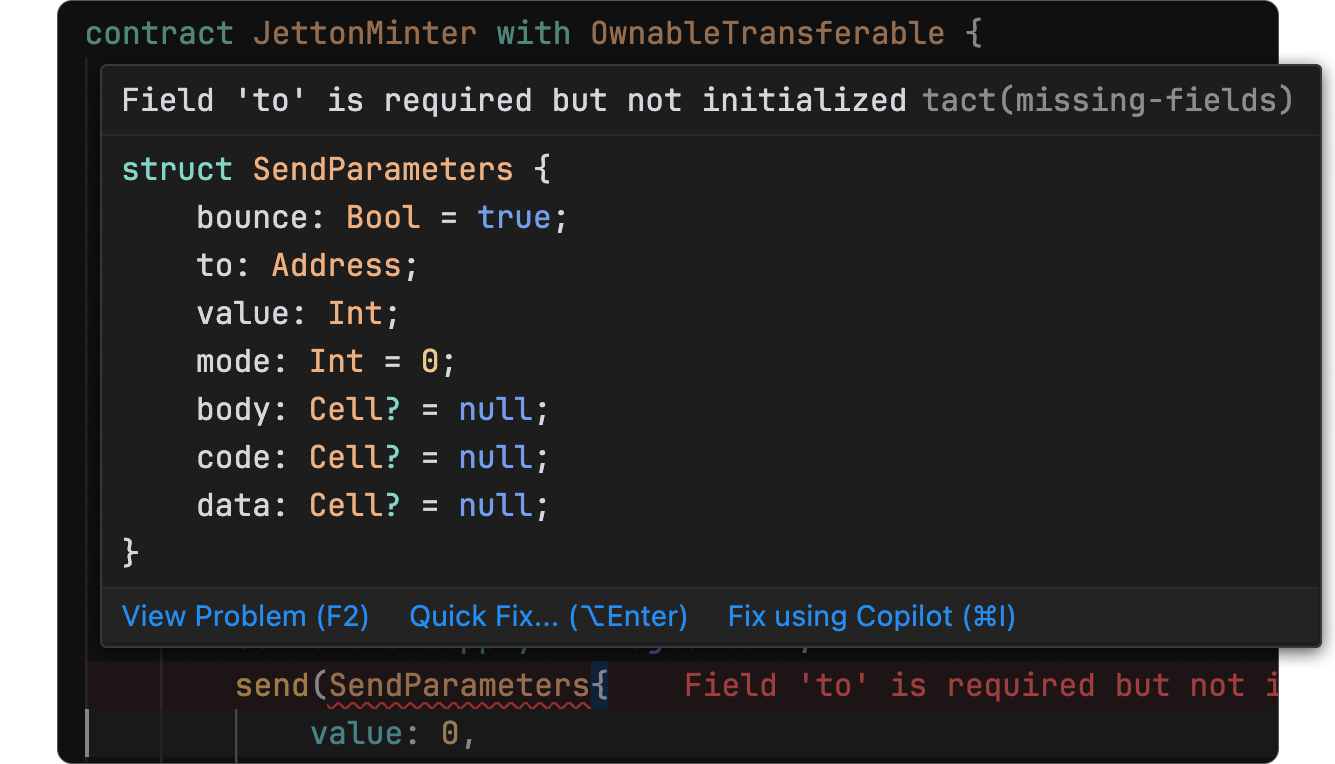 contract JettonMinter with OwnableTransferable {
Field 'to' is required but not initialized tact(missing-fields)
struct SendParameters {
    bounce: Bool = true;
    to: Address;
    value: Int;
    mode: Int = 0;
    body: Cell? = null;
    code: Cell? = null;
    data: Cell? = null;
}
View Problem (F2) Quick Fix... (⌥Enter) Fix using Copilot (⌘I)
send(SendParameters{ Field 'to' is required but not i
value: 0,